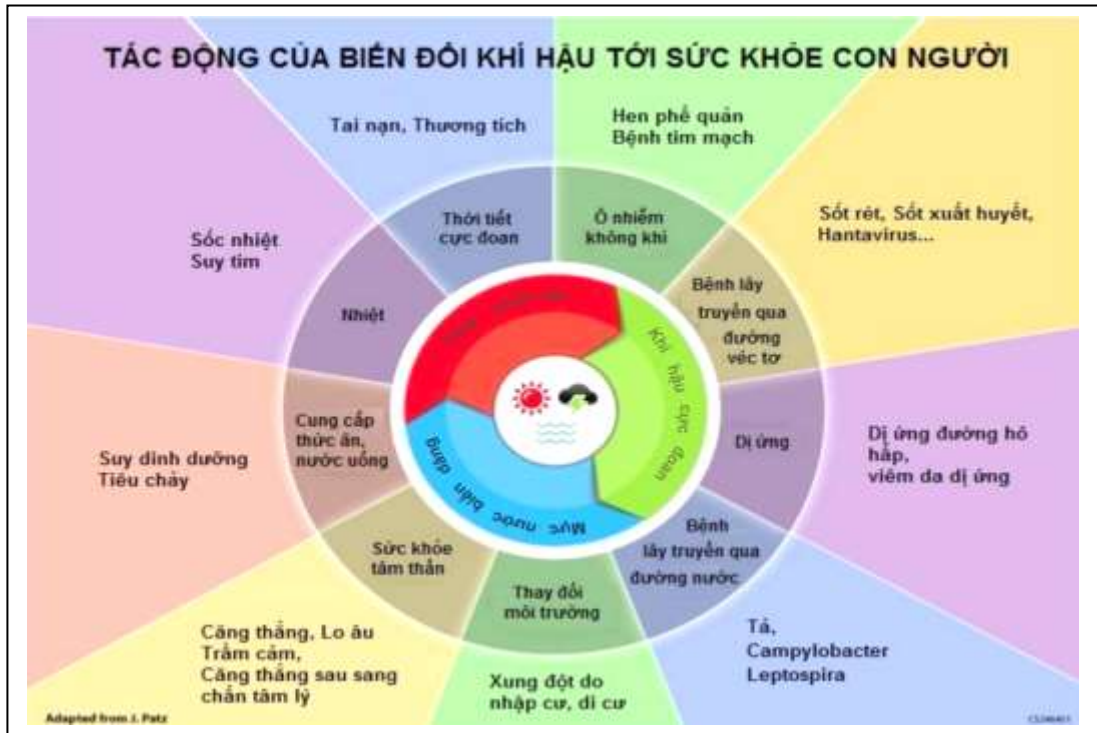 TÁC ĐỘNG CỦA BIẾN ĐỔI KHÍ HẬU TỚI SỨC KHỎE CON NGƯỜI
Tai nạn, Thương tích
Hen phế quản
Bệnh tim mạch
Thời tiết
cực đoan
Ô nhiễm
không khí
Sốt rét, Sốt xuất huyết,
Hantavirus...
Sốc nhiệt
Suy tim
Nhiệt
Bệnh lây
truyền qua
đường
véc tơ
Khí hậu cực đoan
Mực nước biển dâng
Cung cấp
thức ăn,
nước uống
Dị ứng
Dị ứng đường hô
hấp,
viêm da dị ứng
Suy dinh dưỡng
Tiêu chảy
Sức khỏe
tâm thần
Thay đổi
môi trường
Bệnh
lây truyền qua
đường nước
Căng thẳng, Lo âu
Trầm cảm,
Căng thẳng sau sang
chấn tâm lý
Xung đột do
nhập cư, di cư
Tả,
Campylobacter
Leptospira
Adapted from J. Patz